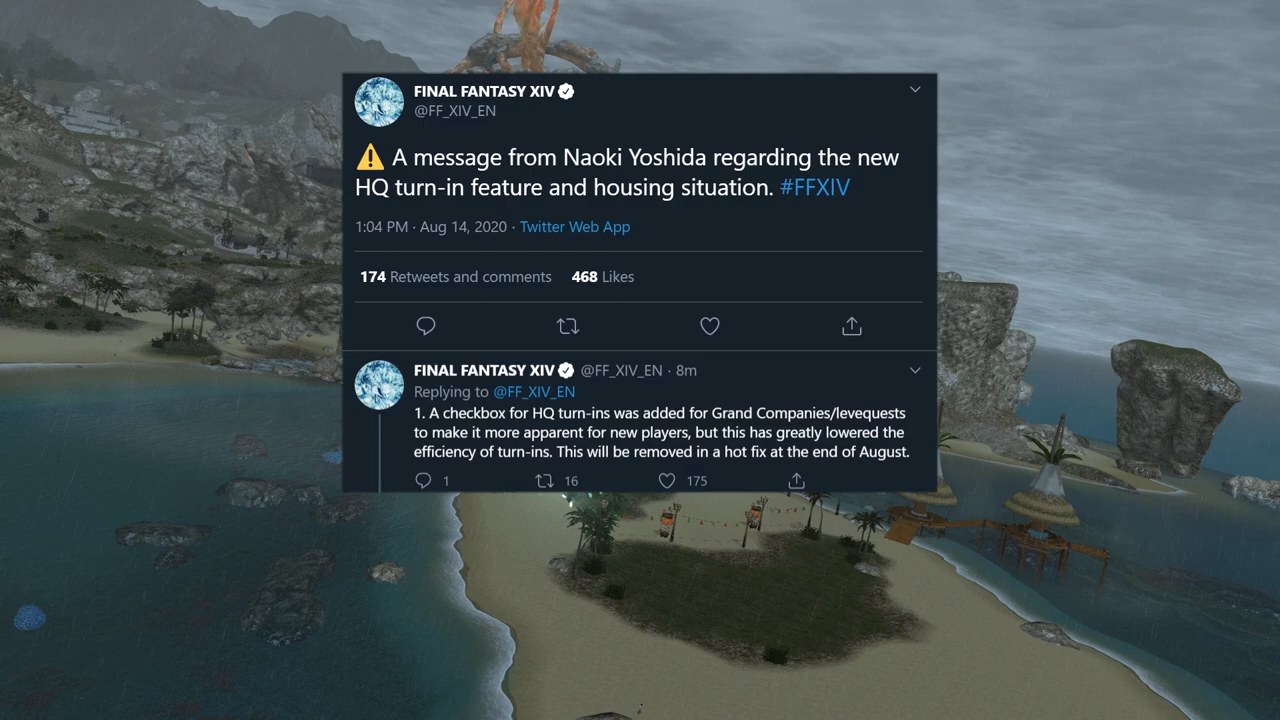 FINAL FANTASY XIV
@FF_XIV_EN
⚠️ A message from Naoki Yoshida regarding the new
HQ turn-in feature and housing situation. #FFXIV
1:04 PM · Aug 14, 2020 · Twitter Web App
174 Retweets and comments 468 Likes
FINAL FANTASY XIV @FF_XIV_EN · 8m
Replying to @FF_XIV_EN
1. A checkbox for HQ turn-ins was added for Grand Companies/levequests
to make it more apparent for new players, but this has greatly lowered the
efficiency of turn-ins. This will be removed in a hot fix at the end of August.
1 16 175